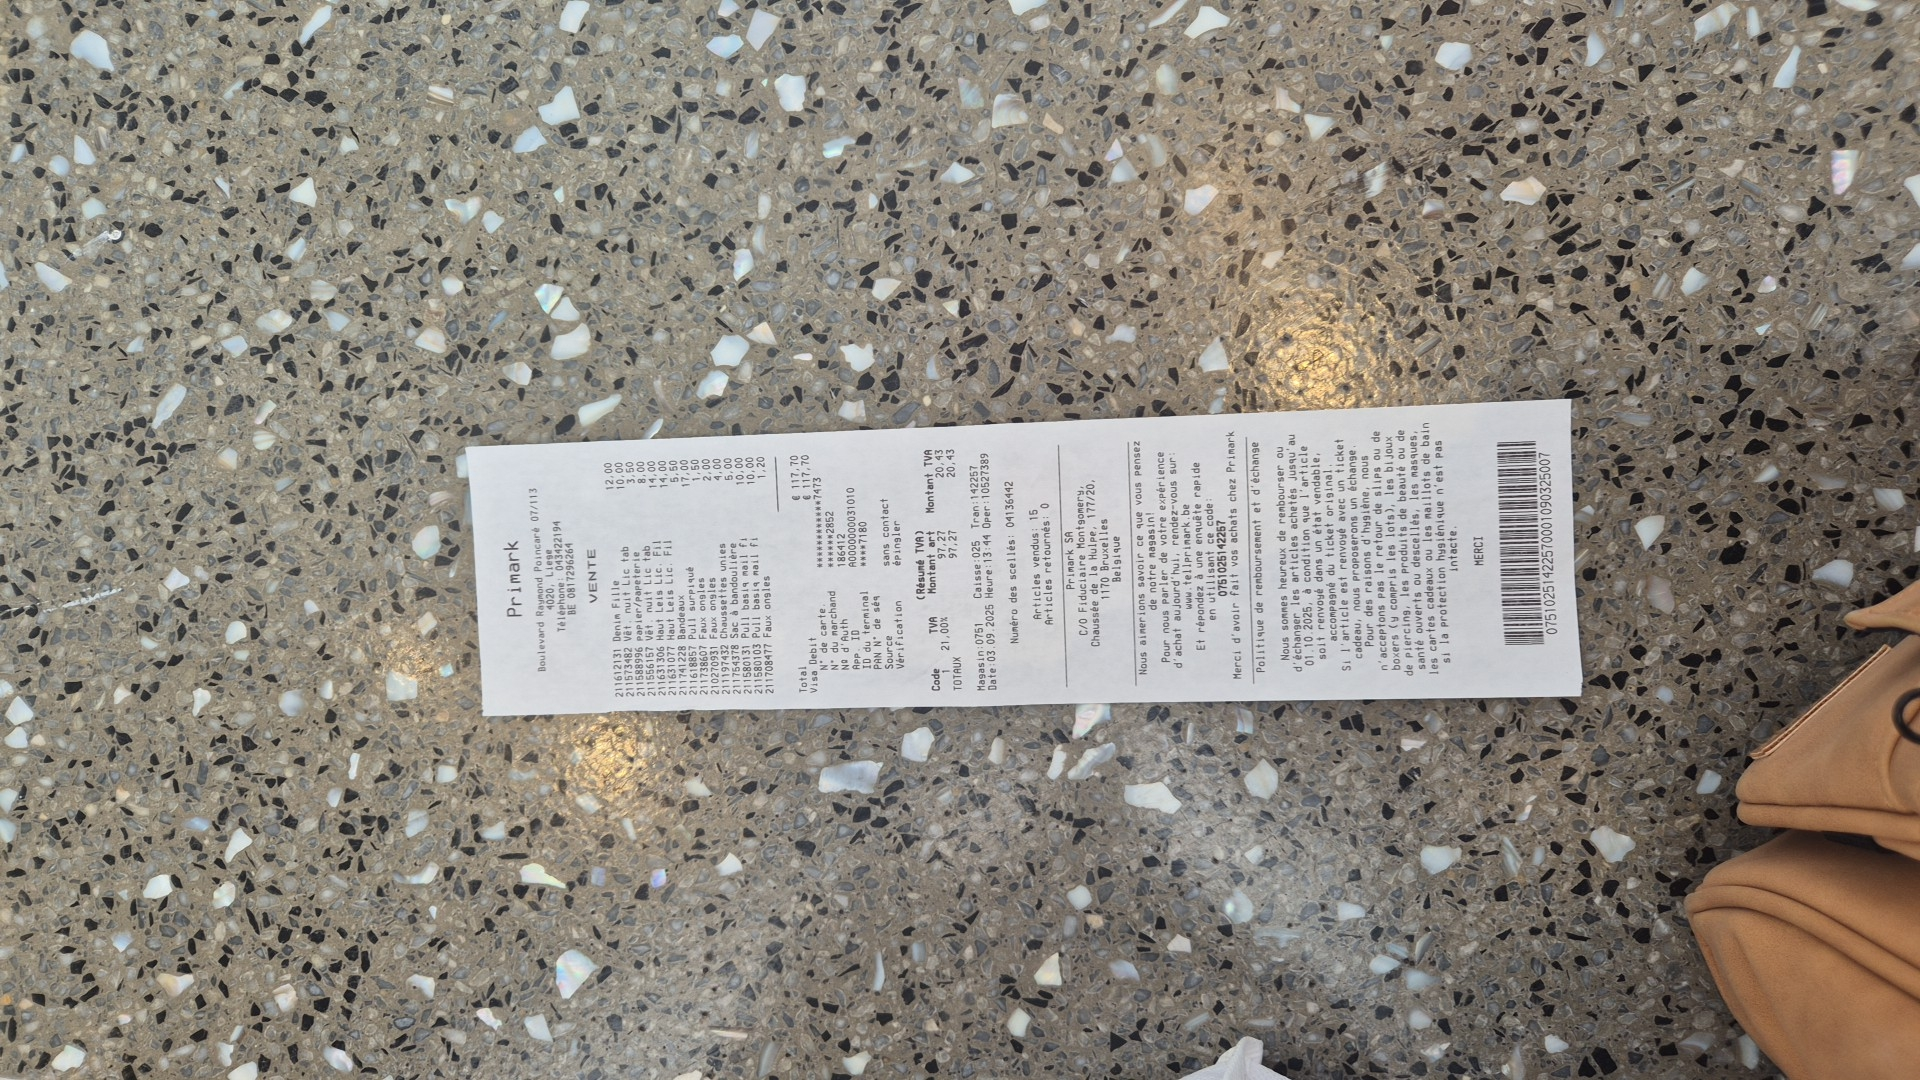 Primark
Boulevard Raymond Poincaré 07/113
4020, Liege
Téléphone: 043422194
BE 0817296264
VENTE
211612131 Denim Fille 12,00
211573482 Vêt. nuit Lic tab 10,00
211588996 papier/papeterie 3,50
211556157 Vêt. nuit Lic tab 8,00
211631306 Haut Leis Lic. Fil 14,00
211631077 Haut Leis Lic. Fil 14,00
211741228 Bandeaux 5,50
211618857 Pull surpiqué 17,00
211738607 Faux ongles 1,50
210270931 Faux ongles 2,00
211197432 Chaussettes unies 4,00
211754378 Sac à bandoulière 5,00
211580131 Pull basiq mail fi 10,00
211580103 Pull basiq mail fi 10,00
211708477 Faux ongles 1,20
Total € 117,70
Visa Debit € 117,70
N° de carte. ************7473
N° du marchand ******2852
Nº d'Auth 186412
App. ID A0000000031010
ID du terminal ****7180
PAN N° de séq
Source sans contact
Vérification épingler
(Résumé TVA)
Code TVA Montant art Montant TVA
1 21,00% 97,27 20,43
TOTAUX 97,27 20,43
Magasin:0751 Caisse:025 Tran:142257
Date:03.09.2025 Heure:13:44 Oper:10527389
Numéro des scellés: 04136442
Articles vendus: 15
Articles retournés: 0
Primark SA
C/O Fiduciaire Montgomery,
Chaussée de la Hulpe, 177/20,
1170 Bruxelles
Belgique
Nous aimerions savoir ce que vous pensez
de notre magasin!
Pour nous parler de votre expérience
d'achat aujourd'hui, rendez-vous sur:
www.tellprimark.be
Et répondez à une enquête rapide
en utilisant ce code:
0751025142257
Merci d'avoir fait vos achats chez Primark
Politique de remboursement et d'échange
Nous sommes heureux de rembourser ou
d'échanger les articles achetés jusqu'au
01.10.2025, à condition que l'article
soit renvoyé dans un état vendable,
accompagné du ticket original.
Si l'article est renvoyé avec un ticket
cadeau, nous proposerons un échange.
Pour des raisons d'hygiène, nous
n'acceptons pas le retour de slips ou de
boxers (y compris les lots), les bijoux
de piercing, les produits de beauté ou de
santé ouverts ou descellés, les masques,
les cartes cadeaux ou les maillots de bain
si la protection hygiénique n'est pas
intacte.
MERCI
0751025142257000109032500​7